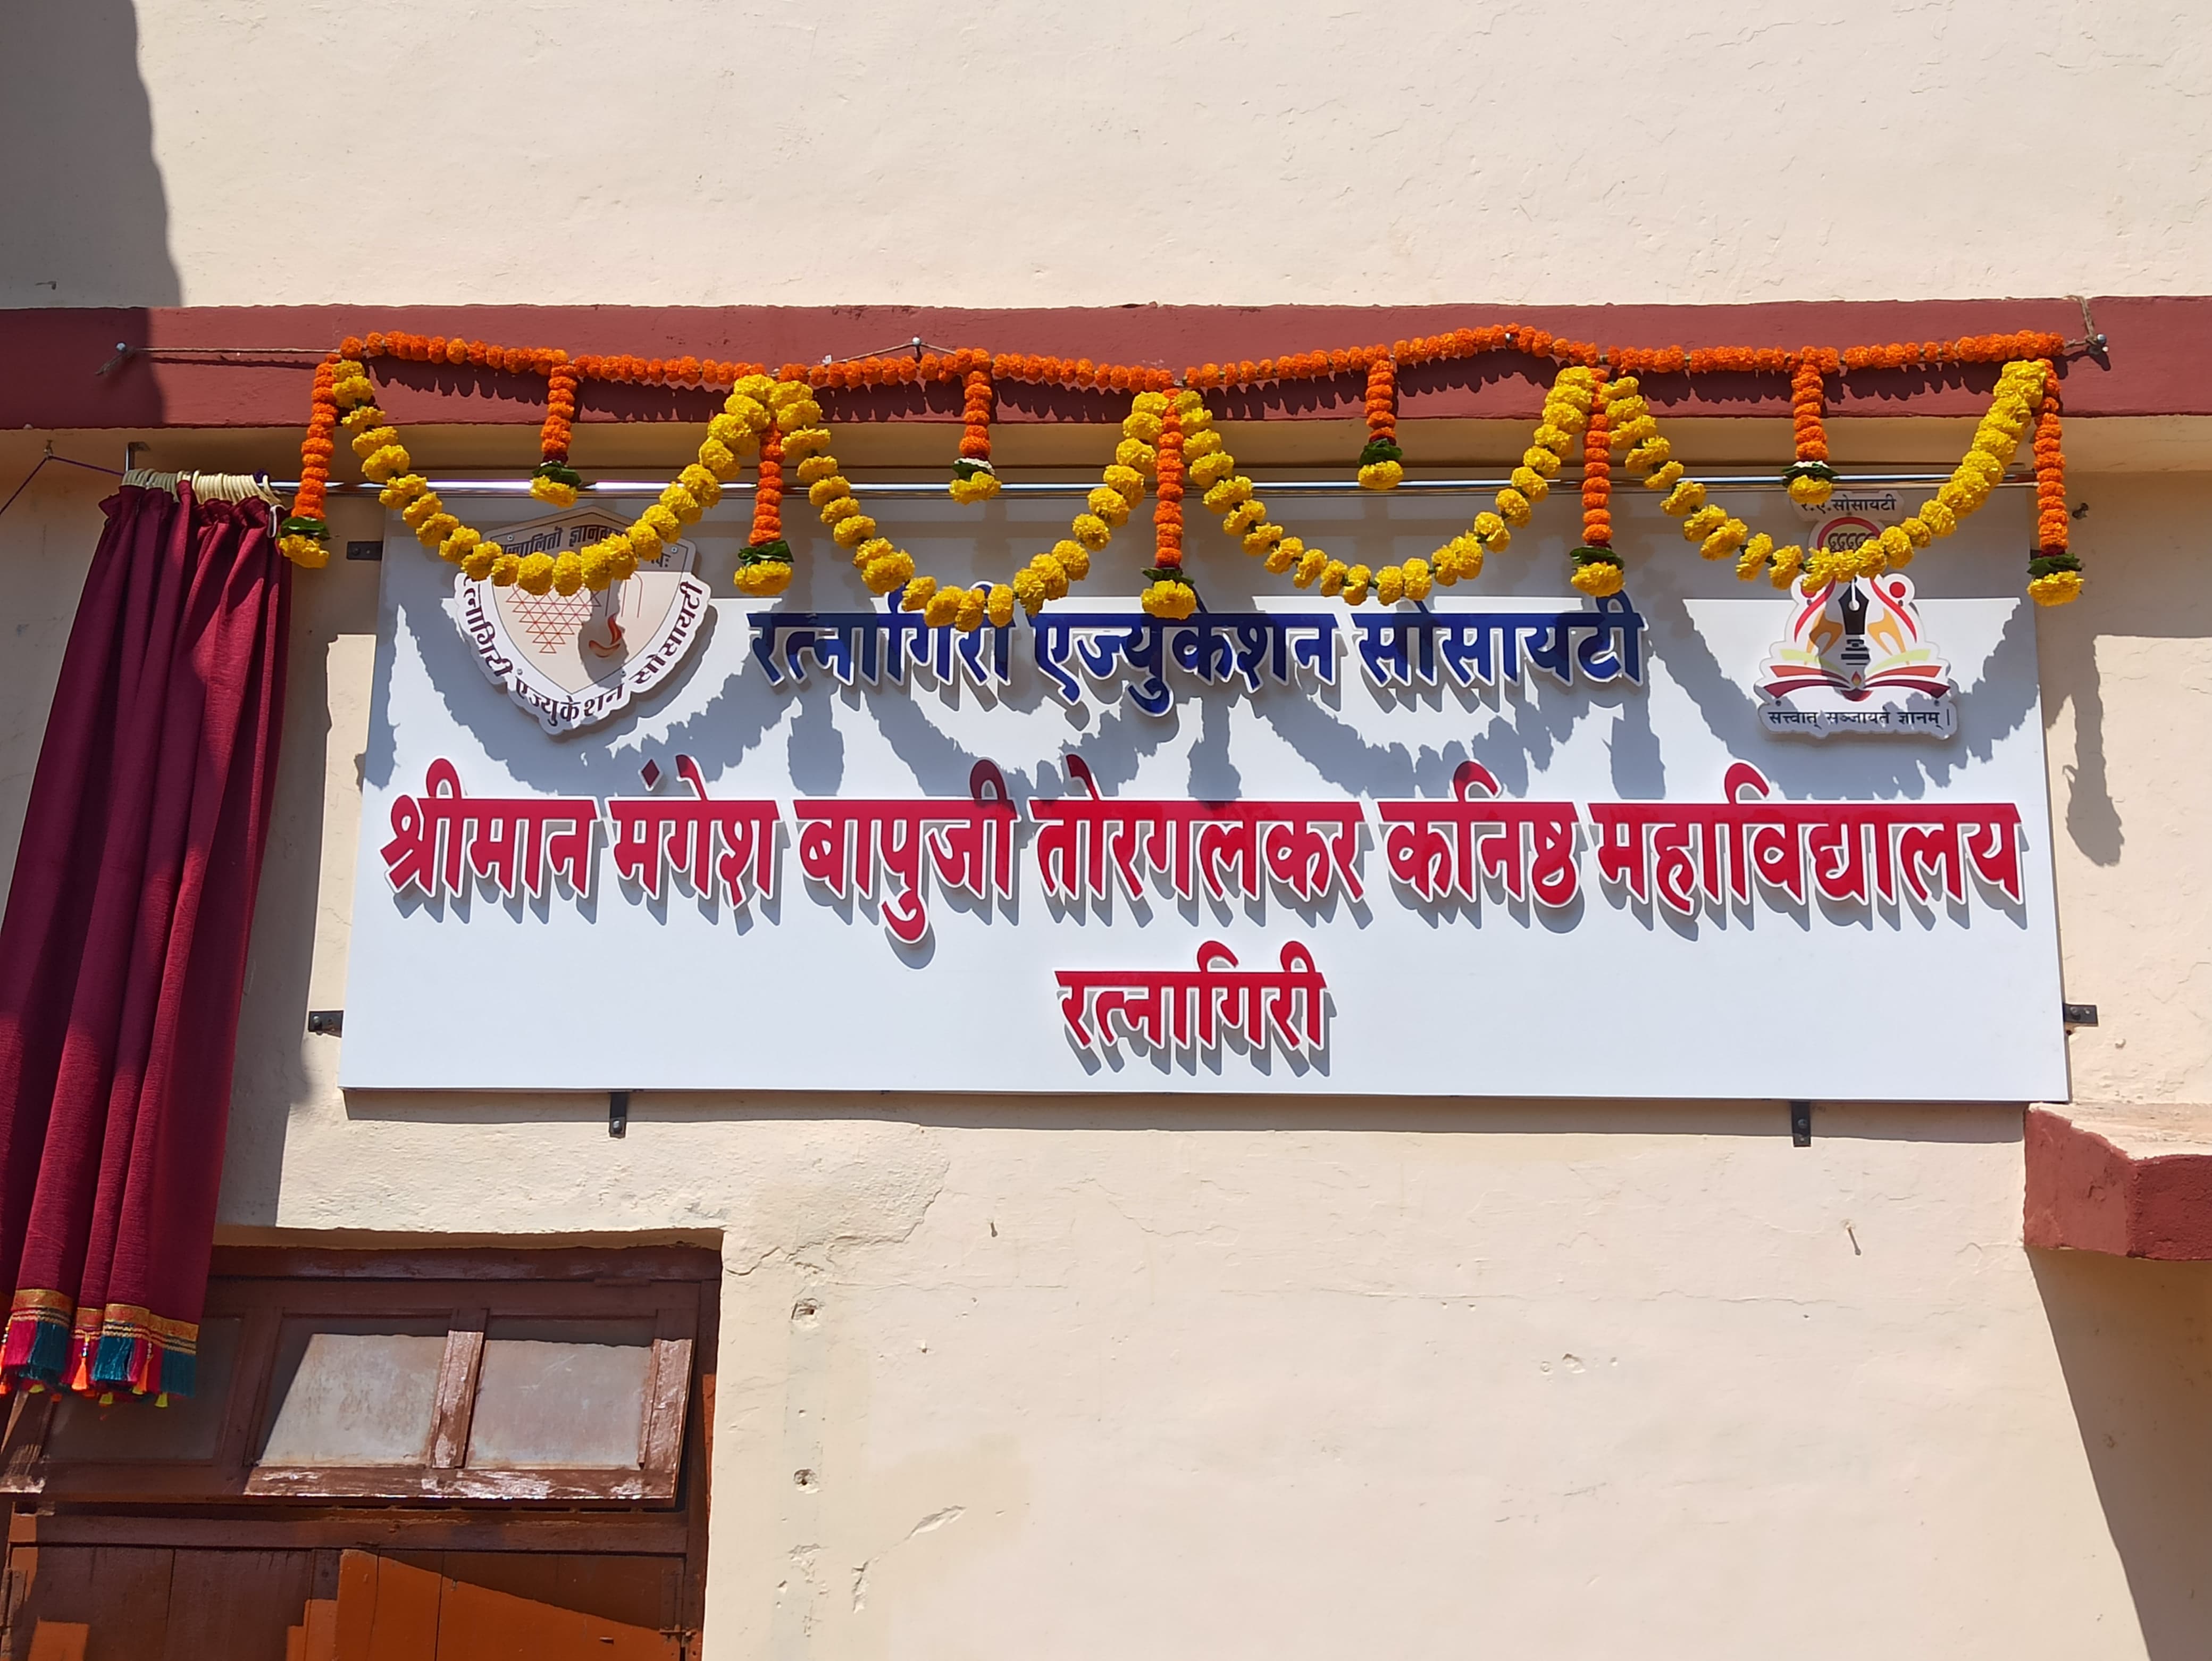 र.ए.सोसायटी
रत्नागिरी एज्युकेशन सोसायटी
रत्नागिरी एज्युकेशन सोसायटी
सत्त्वात् सञ्जायते ज्ञानम् |
श्रीमान मंगेश बापुजी तोरगलकर कनिष्ठ महाविद्यालय
रत्नागिरी